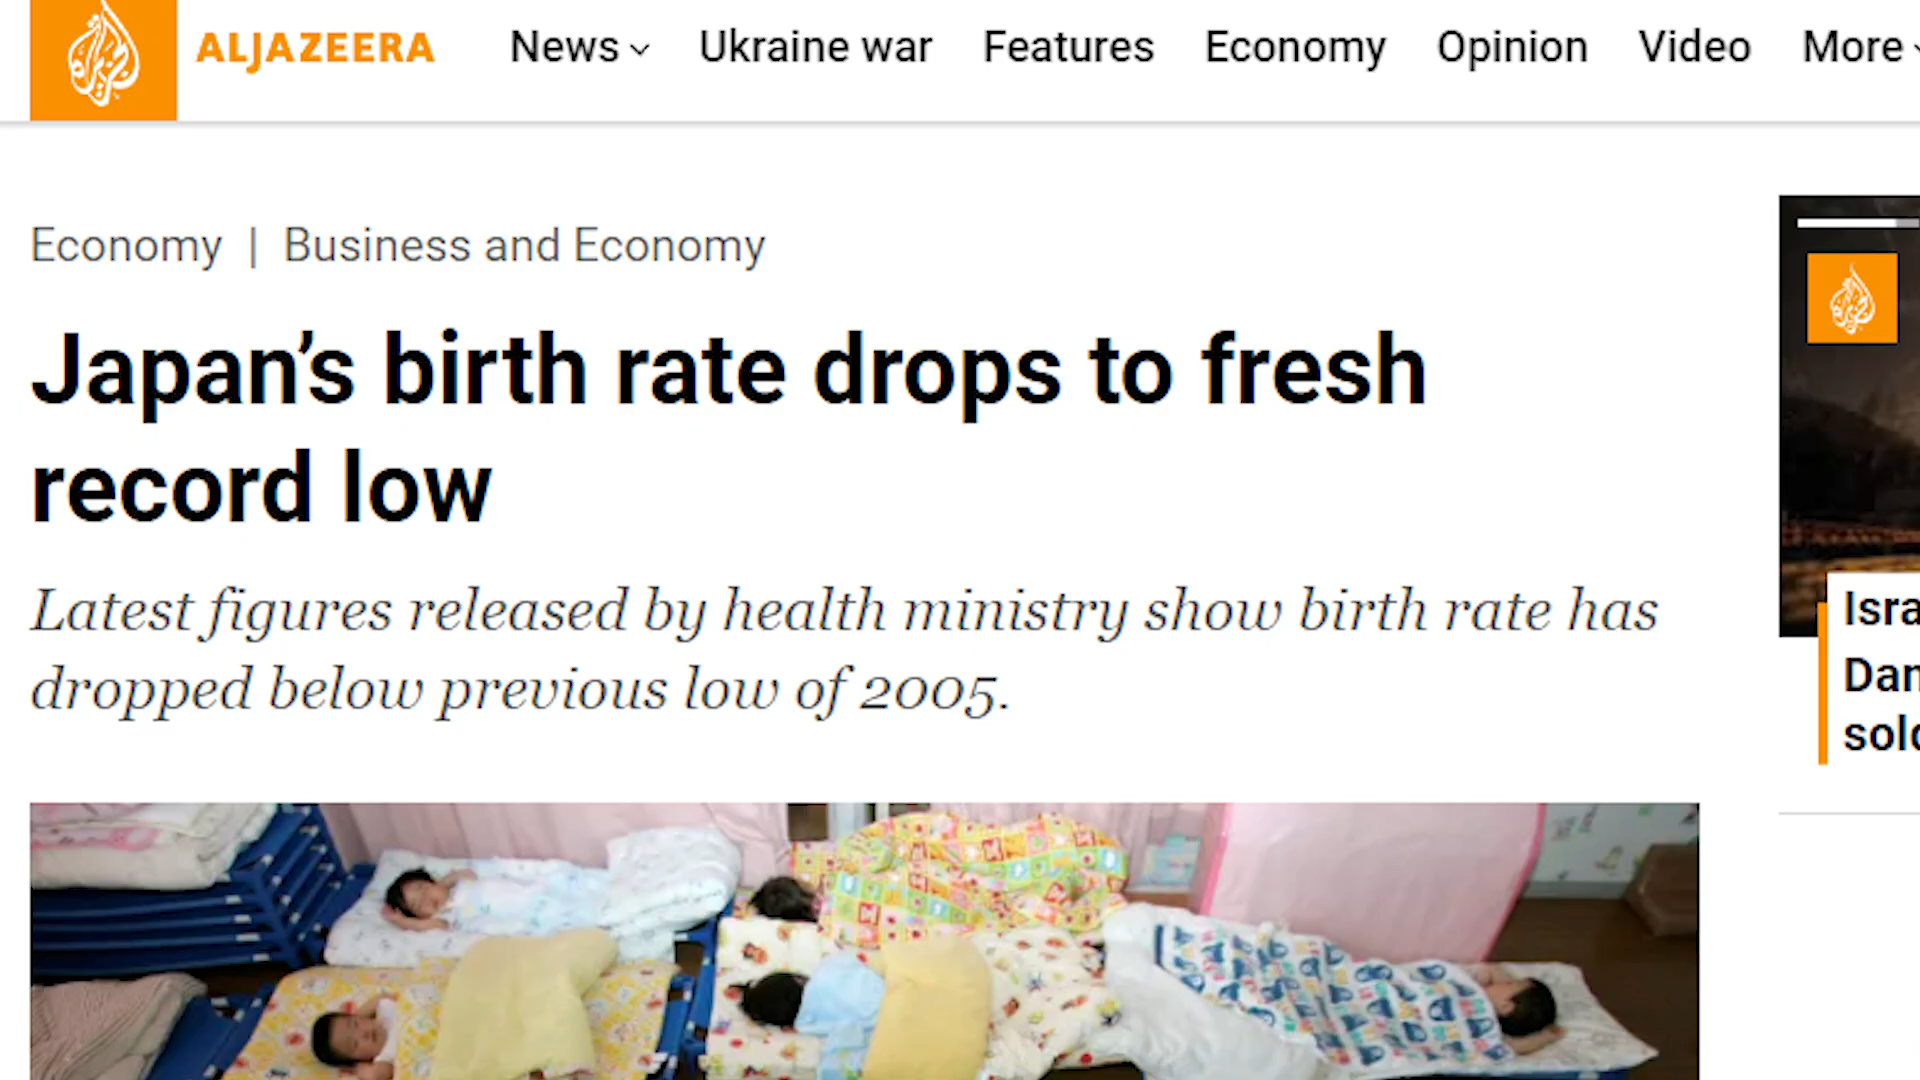 ALJAZEERA News Ukraine war Features Economy Opinion Video More
Economy | Business and Economy
Japan’s birth rate drops to fresh
record low
Latest figures released by health ministry show birth rate has
dropped below previous low of 2005.